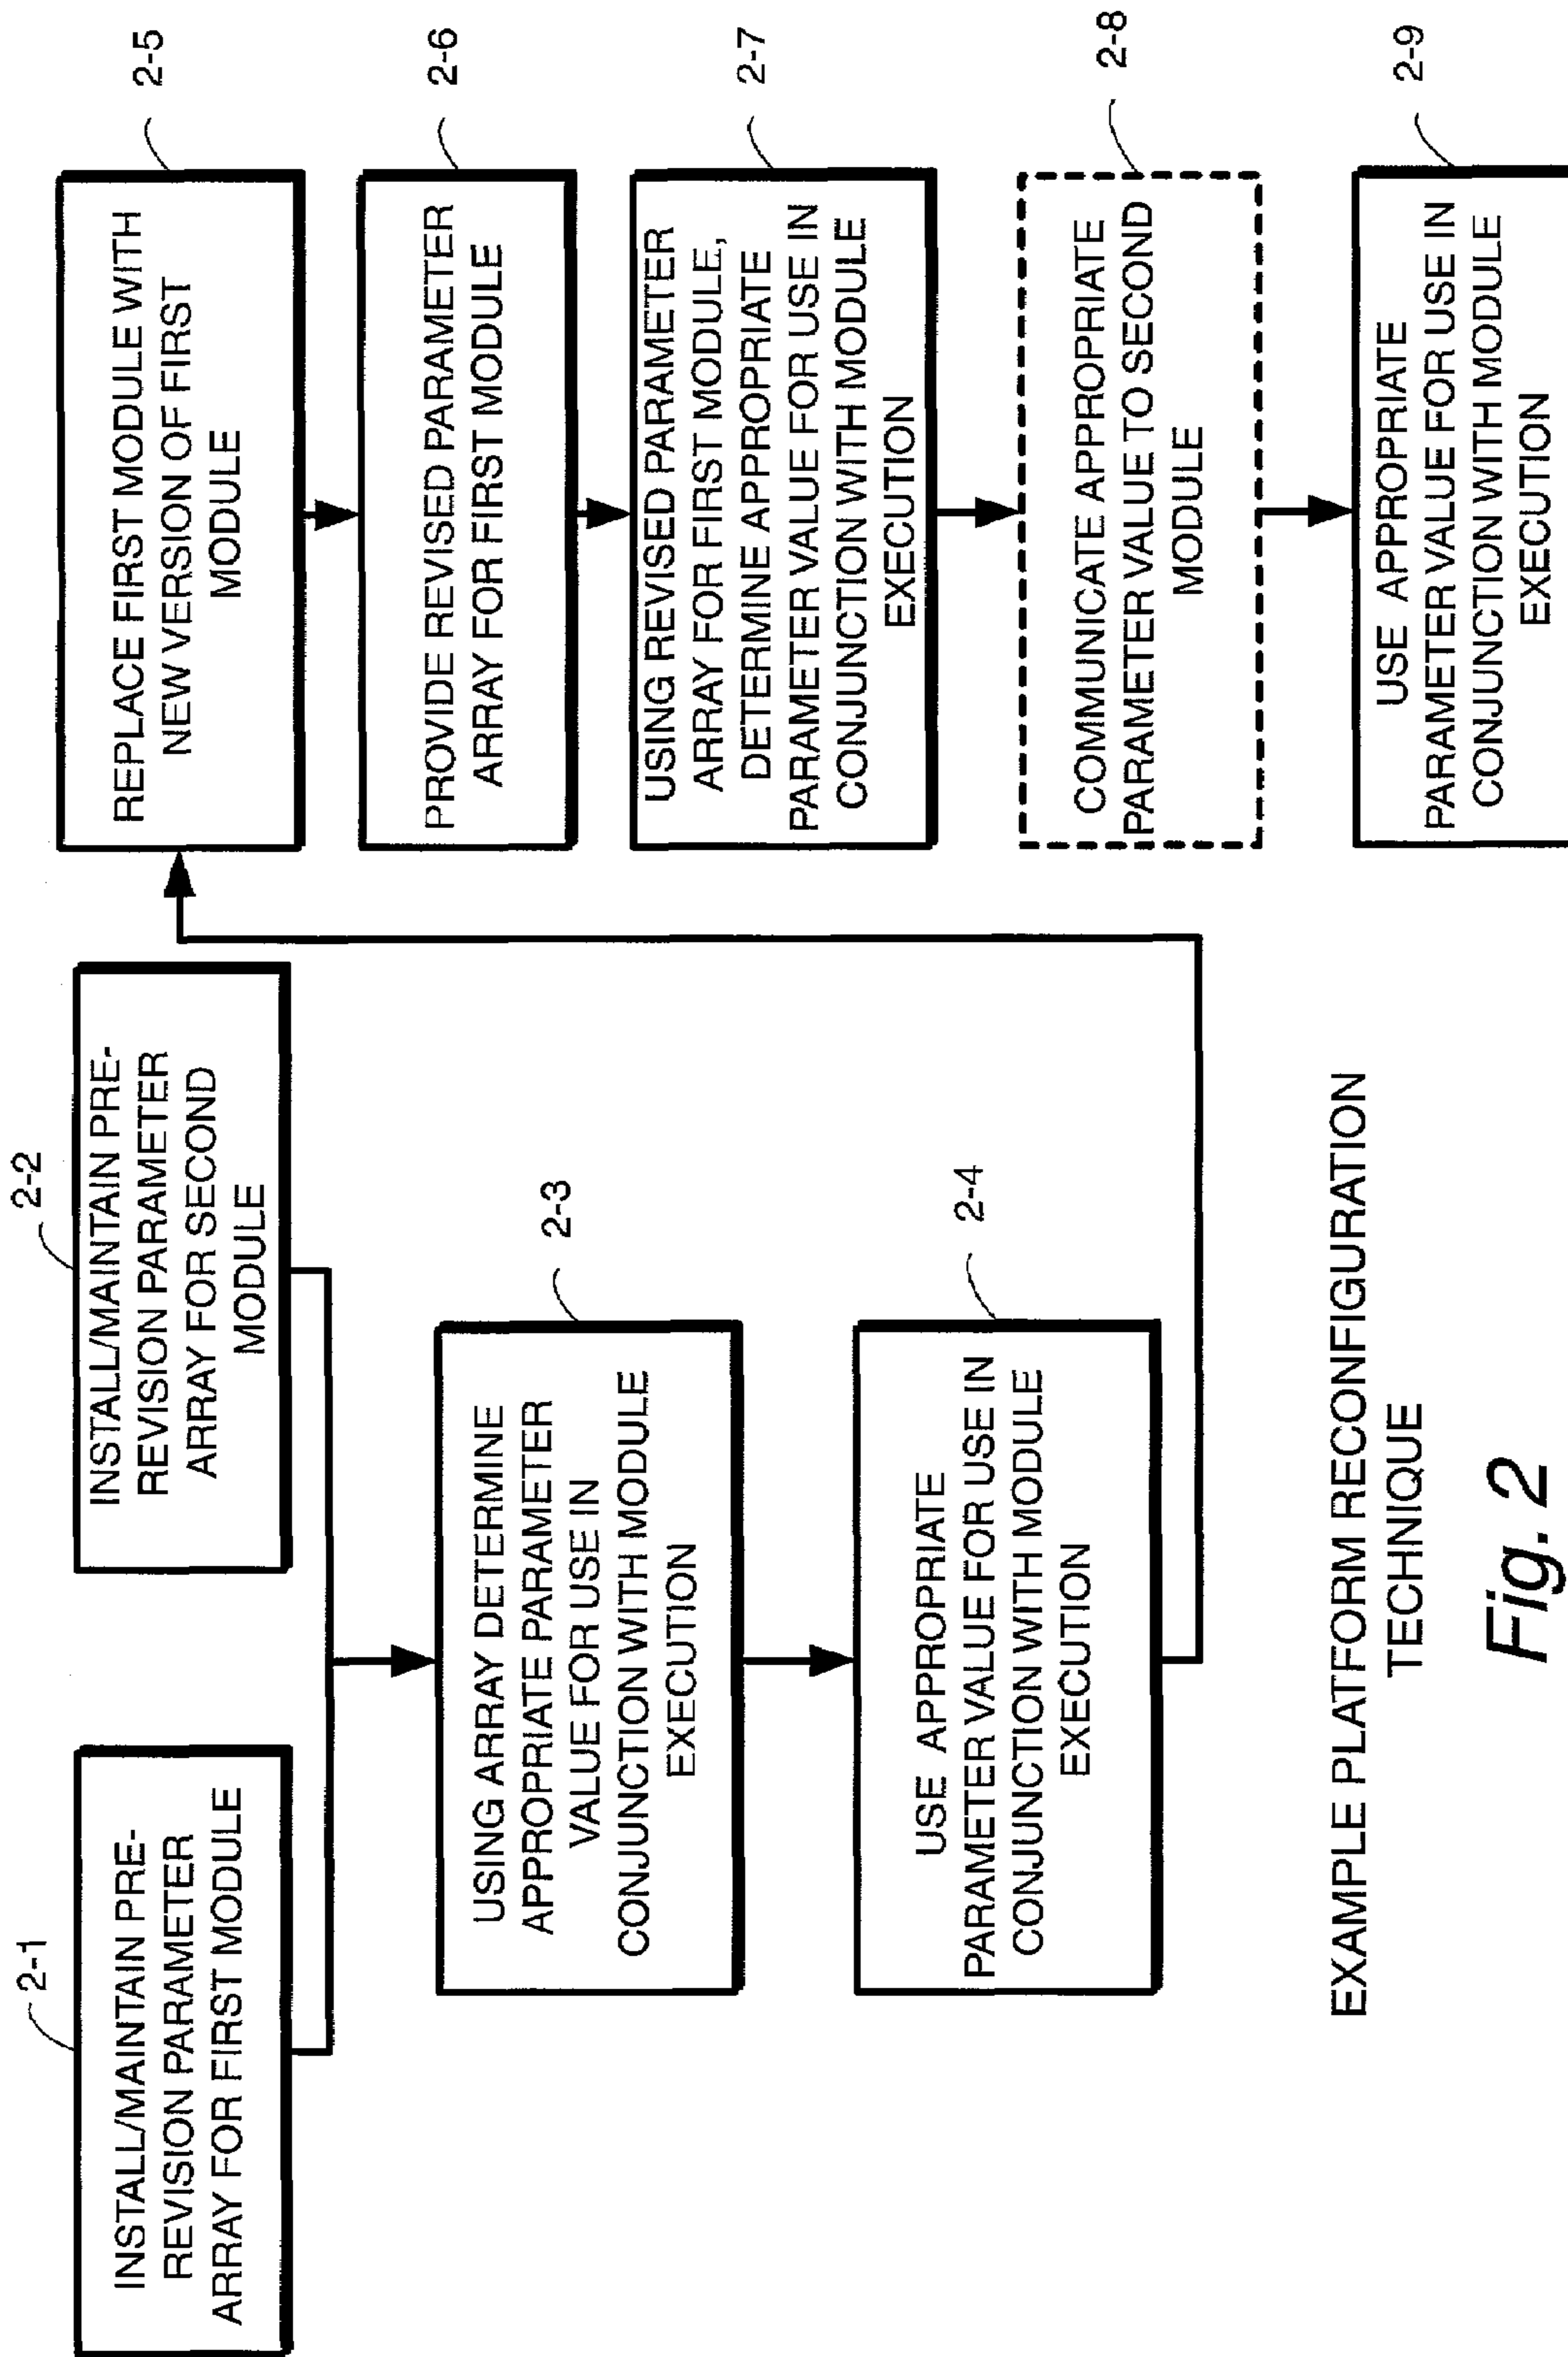 2-1
INSTALL/MAINTAIN PRE-
REVISION PARAMETER
ARRAY FOR FIRST MODULE
2-2
INSTALL/MAINTAIN PRE-
REVISION PARAMETER
ARRAY FOR SECOND
MODULE
2-3
USING ARRAY DETERMINE
APPROPRIATE PARAMETER
VALUE FOR USE IN
CONJUNCTION WITH MODULE
EXECUTION
2-4
USE APPROPRIATE
PARAMETER VALUE FOR USE IN
CONJUNCTION WITH MODULE
EXECUTION
2-5
REPLACE FIRST MODULE WITH
NEW VERSION OF FIRST
MODULE
2-6
PROVIDE REVISED PARAMETER
ARRAY FOR FIRST MODULE
2-7
USING REVISED PARAMETER
ARRAY FOR FIRST MODULE,
DETERMINE APPROPRIATE
PARAMETER VALUE FOR USE IN
CONJUNCTION WITH MODULE
EXECUTION
2-8
COMMUNICATE APPROPRIATE
PARAMETER VALUE TO SECOND
MODULE
2-9
USE APPROPRIATE
PARAMETER VALUE FOR USE IN
CONJUNCTION WITH MODULE
EXECUTION
EXAMPLE PLATFORM RECONFIGURATION
TECHNIQUE
Fig. 2